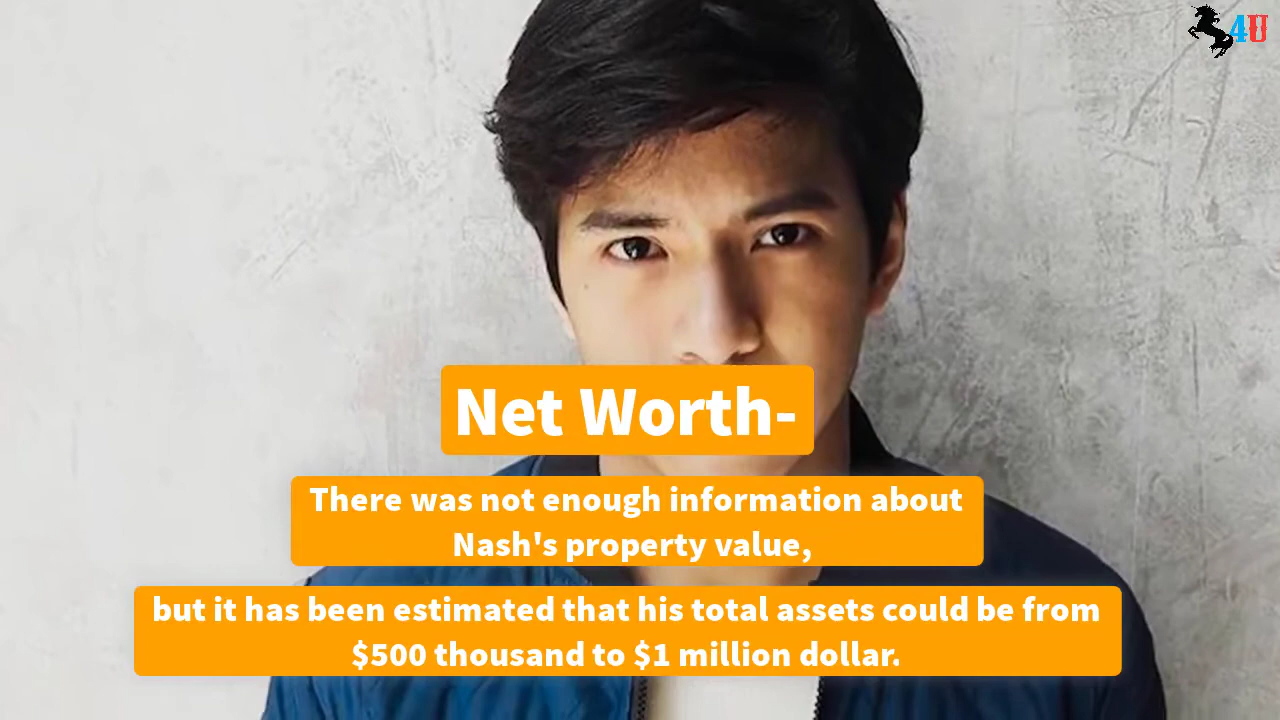 4U
Net Worth-
There was not enough information about
Nash's property value,
but it has been estimated that his total assets could be from
$500 thousand to $1 million dollar.